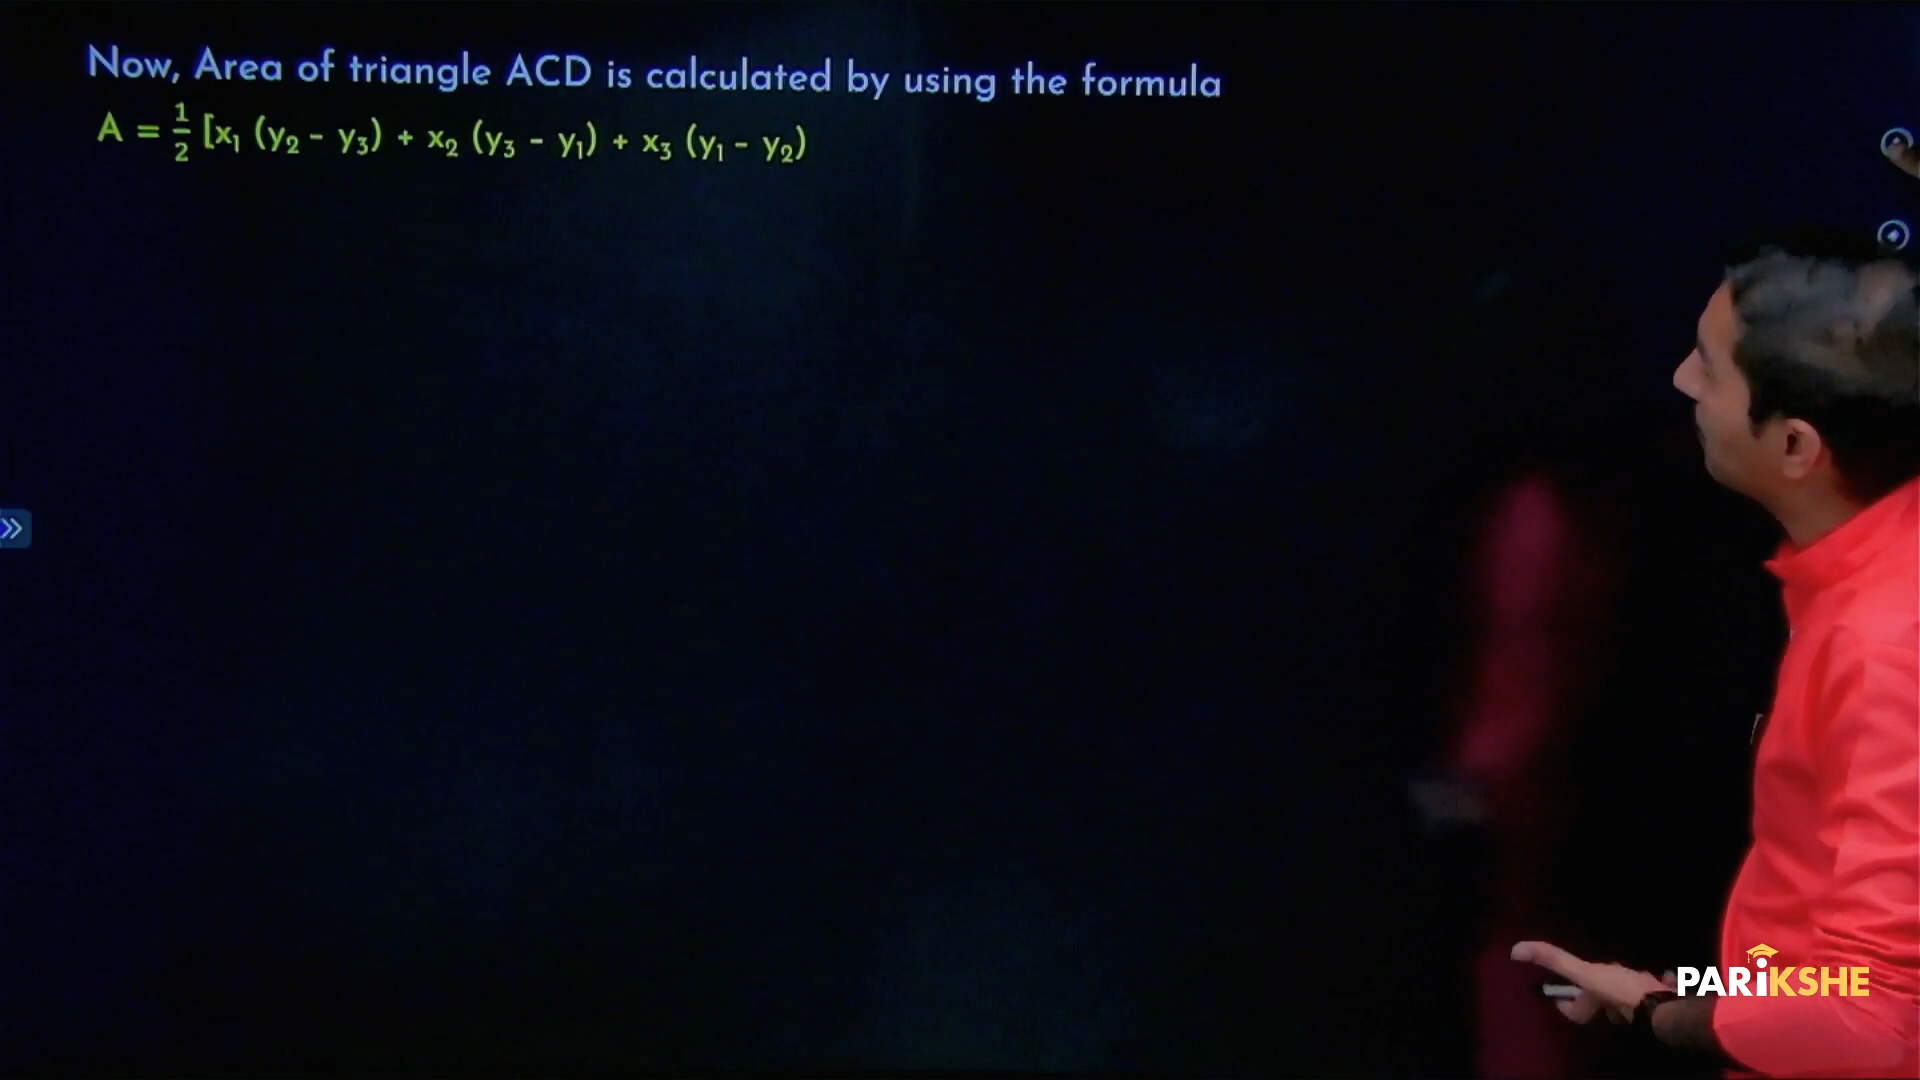 Now, Area of triangle ACD is calculated by using the formula
A = 1/2 [x₁ (y₂ - y₃) + x₂ (y₃ - y₁) + x₃ (y₁ - y₂)
PARiKSHE